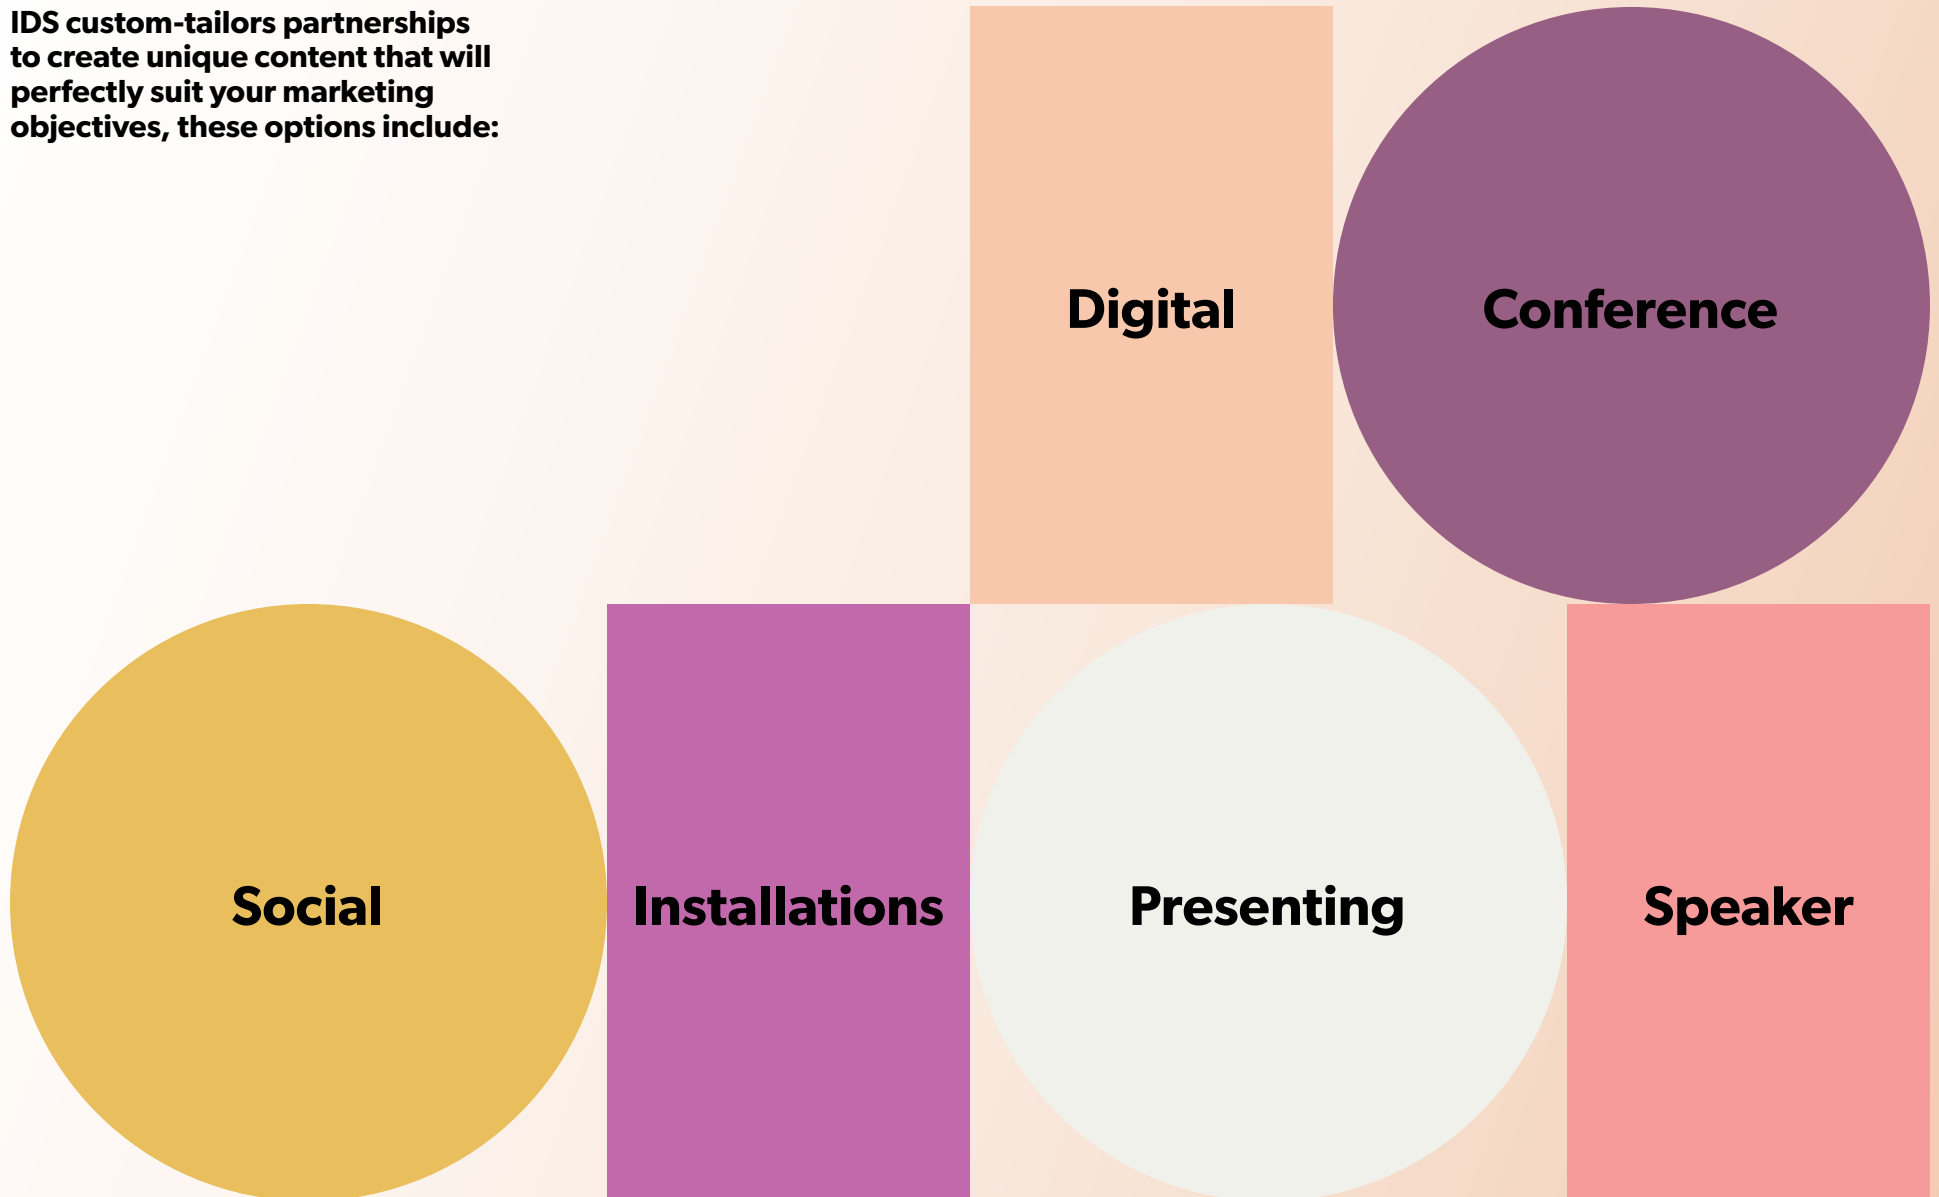 IDS custom-tailors partnerships
to create unique content that will
perfectly suit your marketing
objectives, these options include:
Digital
Conference
Social
Installations
Presenting
Speaker